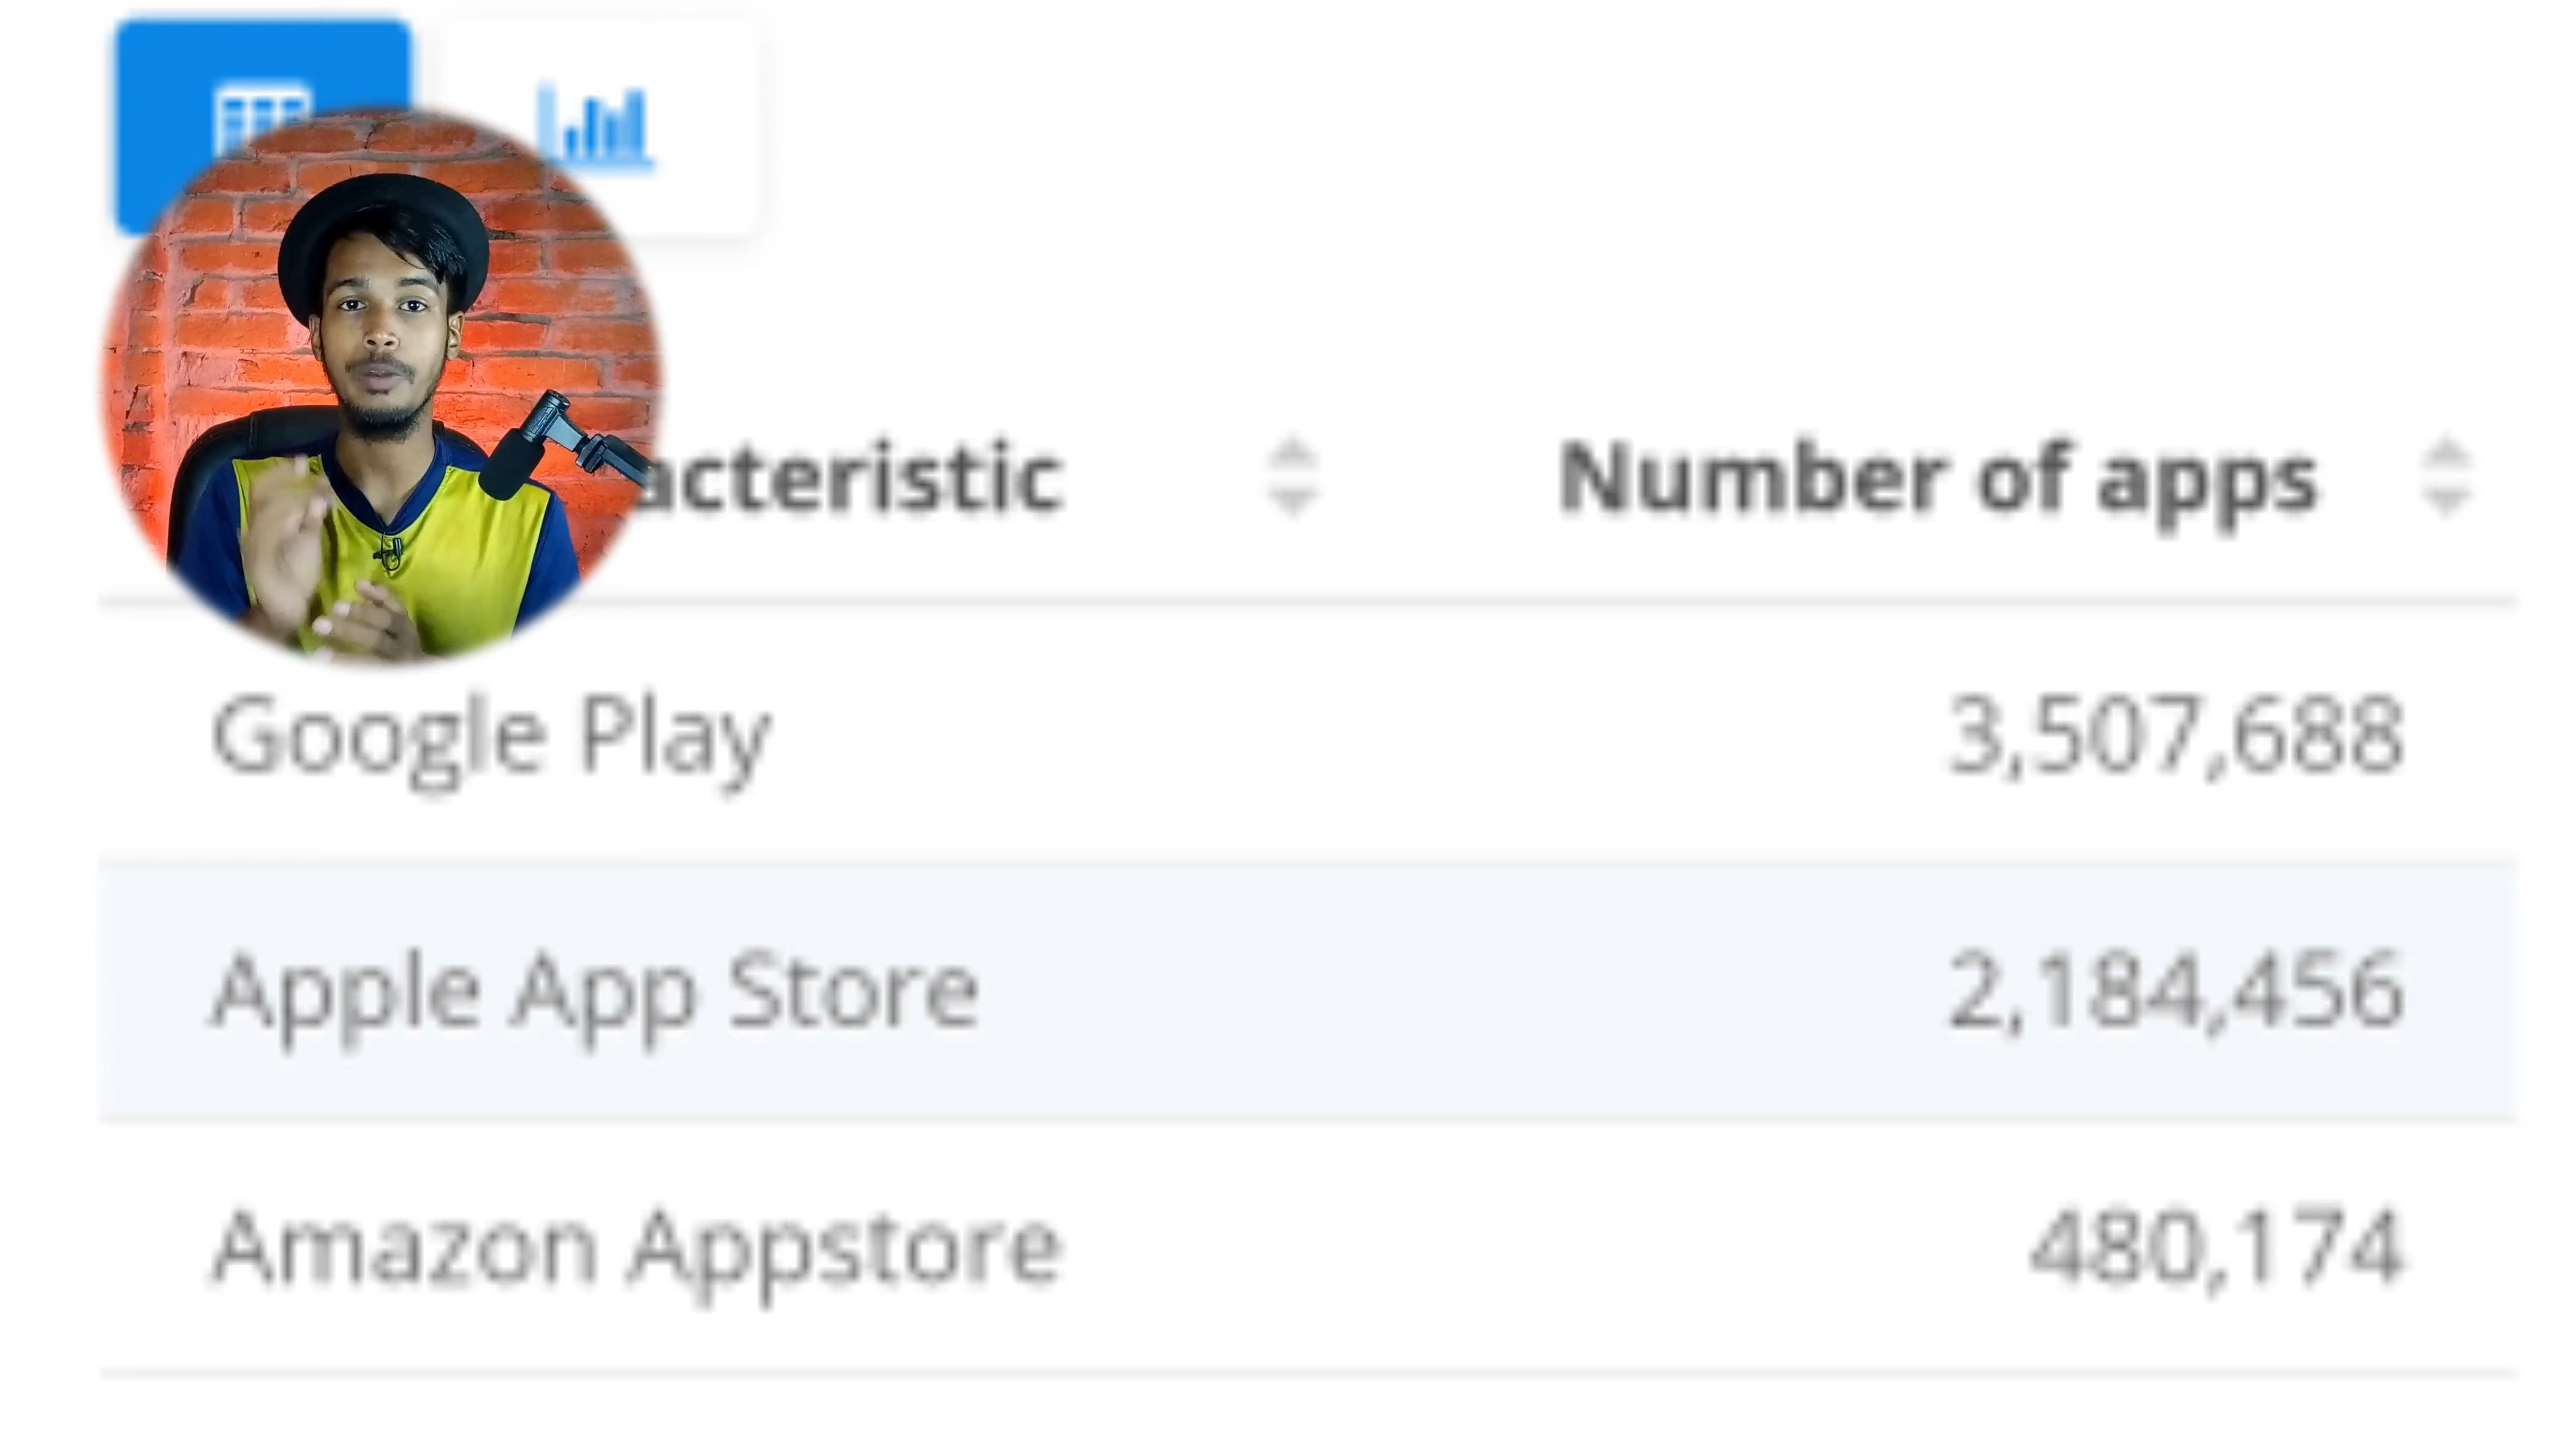 acteristic
Number of apps
Google Play
3,507,688
Apple App Store
2,184,456
Amazon Appstore
480,174